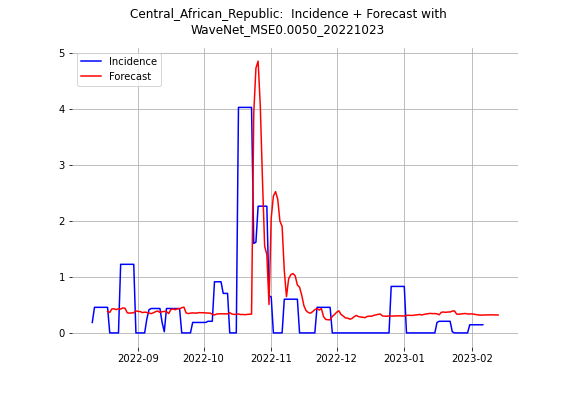 Central_African_Republic:  Incidence + Forecast with
WaveNet_MSE0.0050_20221023
Incidence
Forecast
5
4
3
2
1
0
2022-09 2022-10 2022-11 2022-12 2023-01 2023-02